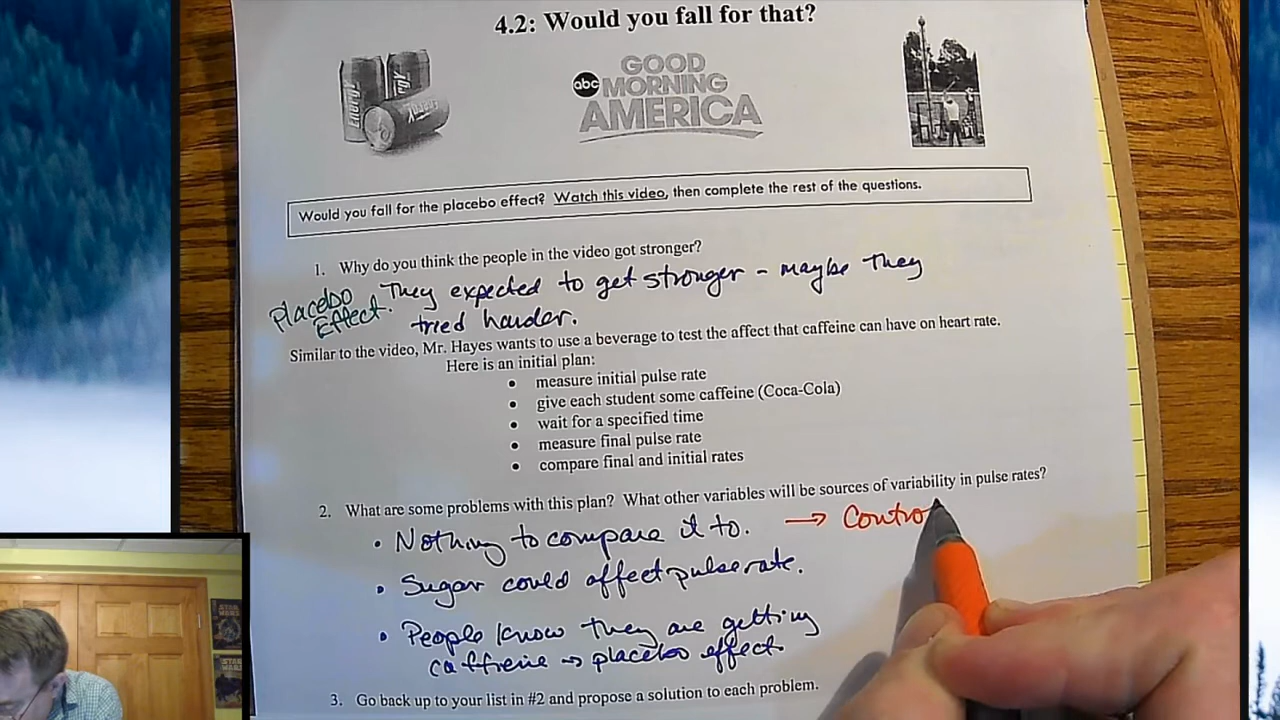 4.2: Would you fall for that?
Energy!
abc
GOOD
MORNING
AMERICA
Would you fall for the placebo effect? Watch this video, then complete the rest of the questions.
1. Why do you think the people in the video got stronger?
Placebo
Effect.
They expected to get stronger - maybe they
tried harder.
Similar to the video, Mr. Hayes wants to use a beverage to test the affect that caffeine can have on heart rate.
Here is an initial plan:
• measure initial pulse rate
• give each student some caffeine (Coca-Cola)
• wait for a specified time
• measure final pulse rate
• compare final and initial rates
2. What are some problems with this plan? What other variables will be sources of variability in pulse rates?
• Nothing to compare it to. → Contro
• Sugar could affect pulse rate.
• People know they are getting
caffeine → placebo effect
3. Go back up to your list in #2 and propose a solution to each problem.
STAR
WARS
STAR
WARS